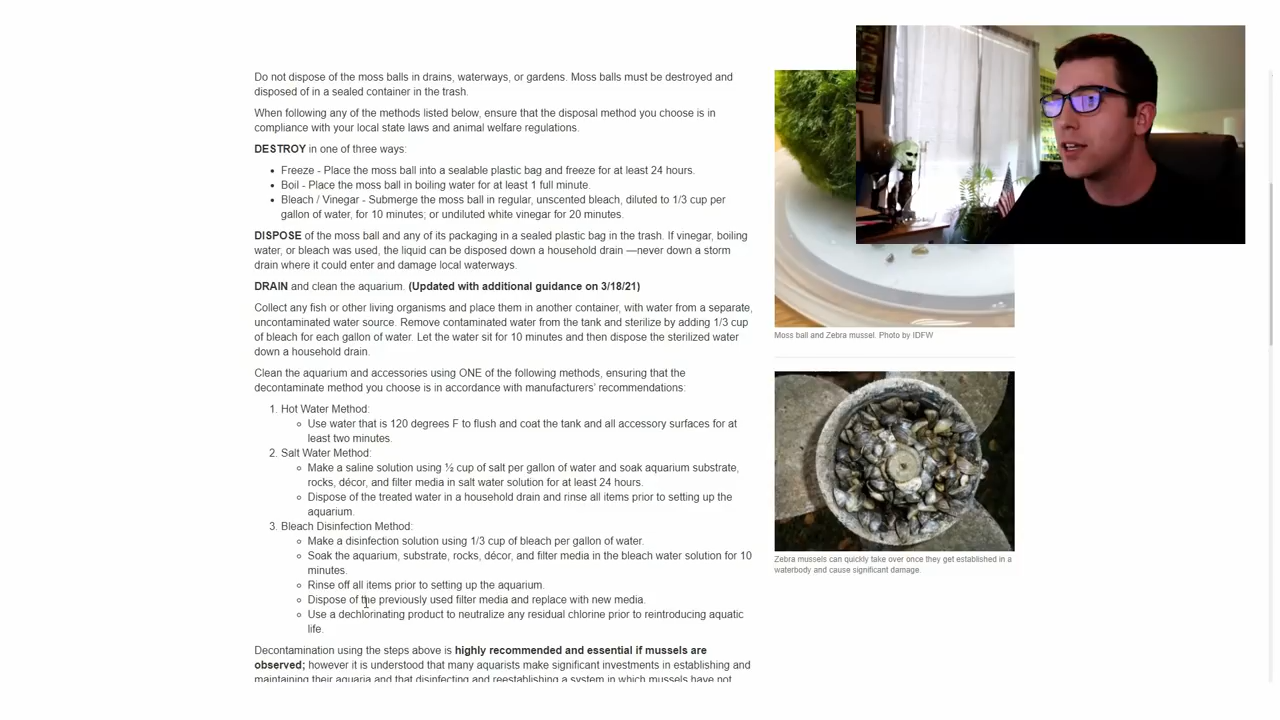 Do not dispose of the moss balls in drains, waterways, or gardens. Moss balls must be destroyed and
disposed of in a sealed container in the trash.
When following any of the methods listed below, ensure that the disposal method you choose is in
compliance with your local state laws and animal welfare regulations.
DESTROY in one of three ways:
• Freeze - Place the moss ball into a sealable plastic bag and freeze for at least 24 hours.
• Boil - Place the moss ball in boiling water for at least 1 full minute.
• Bleach / Vinegar - Submerge the moss ball in regular, unscented bleach, diluted to 1/3 cup per
gallon of water, for 10 minutes; or undiluted white vinegar for 20 minutes.
DISPOSE of the moss ball and any of its packaging in a sealed plastic bag in the trash. If vinegar, boiling
water, or bleach was used, the liquid can be disposed down a household drain —never down a storm
drain where it could enter and damage local waterways.
DRAIN and clean the aquarium. (Updated with additional guidance on 3/18/21)
Collect any fish or other living organisms and place them in another container, with water from a separate,
uncontaminated water source. Remove contaminated water from the tank and sterilize by adding 1/3 cup
of bleach for each gallon of water. Let the water sit for 10 minutes and then dispose the sterilized water
down a household drain.
Clean the aquarium and accessories using ONE of the following methods, ensuring that the
decontaminate method you choose is in accordance with manufacturers' recommendations:
1. Hot Water Method:
◦ Use water that is 120 degrees F to flush and coat the tank and all accessory surfaces for at
least two minutes.
2. Salt Water Method:
◦ Make a saline solution using ½ cup of salt per gallon of water and soak aquarium substrate,
rocks, décor, and filter media in salt water solution for at least 24 hours.
◦ Dispose of the treated water in a household drain and rinse all items prior to setting up the
aquarium.
3. Bleach Disinfection Method:
◦ Make a disinfection solution using 1/3 cup of bleach per gallon of water.
◦ Soak the aquarium, substrate, rocks, décor, and filter media in the bleach water solution for 10
minutes.
◦ Rinse off all items prior to setting up the aquarium.
◦ Dispose of the previously used filter media and replace with new media.
◦ Use a dechlorinating product to neutralize any residual chlorine prior to reintroducing aquatic
life.
Decontamination using the steps above is highly recommended and essential if mussels are
observed; however it is understood that many aquarists make significant investments in establishing and
maintaining their aquaria and that disinfecting and reestablishing a system in which mussels have not
Moss ball and Zebra mussel. Photo by IDFW
Zebra mussels can quickly take over once they get established in a
waterbody and cause significant damage.